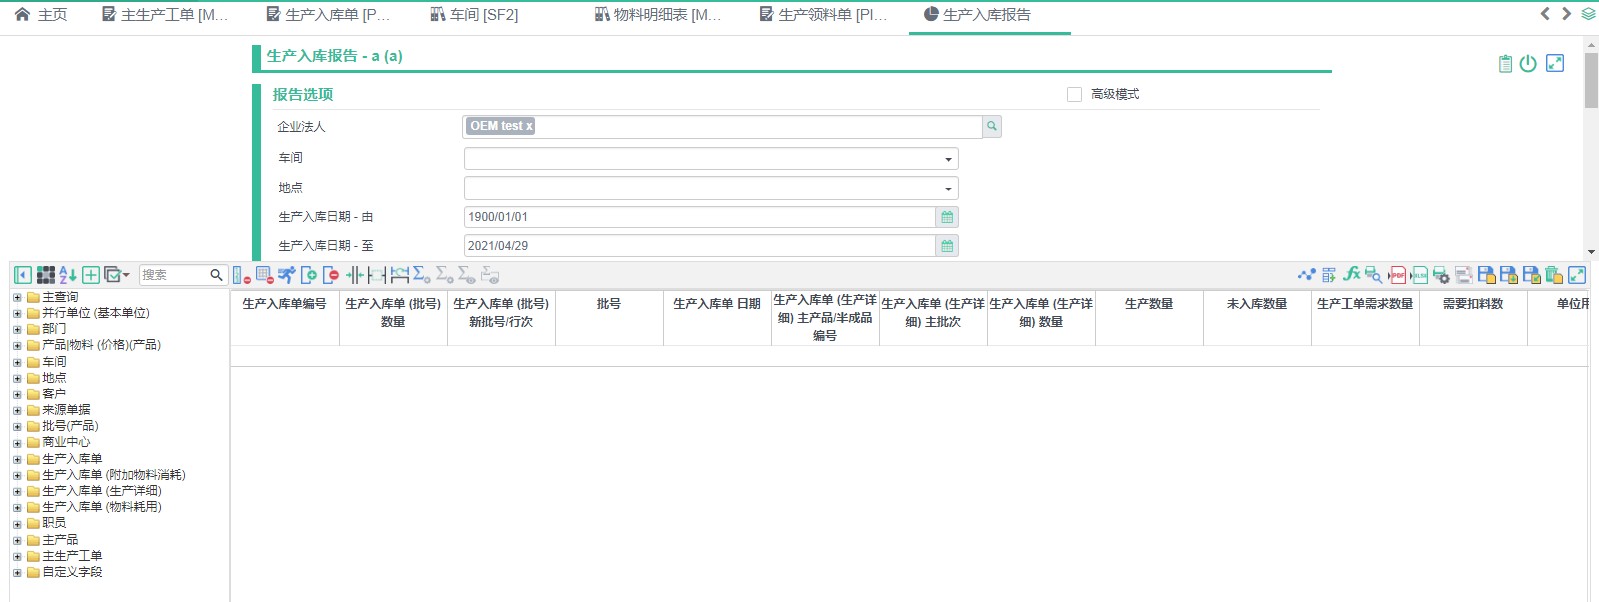 主页
主生产工单 [M...
生产入库单 [P...
车间 [SF2]
物料明细表 [M...
生产领料单 [PI...
生产入库报告
生产入库报告 - a (a)
报告选项
高级模式
企业法人
OEM test x
车间
地点
生产入库日期 - 由
1900/01/01
生产入库日期 - 至
2021/04/29
搜索
PDF
XLSX
主查询
并行单位 (基本单位)
部门
产品|物料 (价格)(产品)
车间
地点
客户
来源单据
批号(产品)
商业中心
生产入库单
生产入库单 (附加物料消耗)
生产入库单 (生产详细)
生产入库单 (物料耗用)
职员
主产品
主生产工单
自定义字段
生产入库单编号
生产入库单 (批号)
数量
生产入库单 (批号)
新批号/行次
批号
生产入库单 日期
生产入库单 (生产详
细) 主产品/半成品
编号
生产入库单 (生产详
细) 主批次
生产入库单 (生产详
细) 数量
生产数量
未入库数量
生产工单需求数量
需要扣料数
单位用